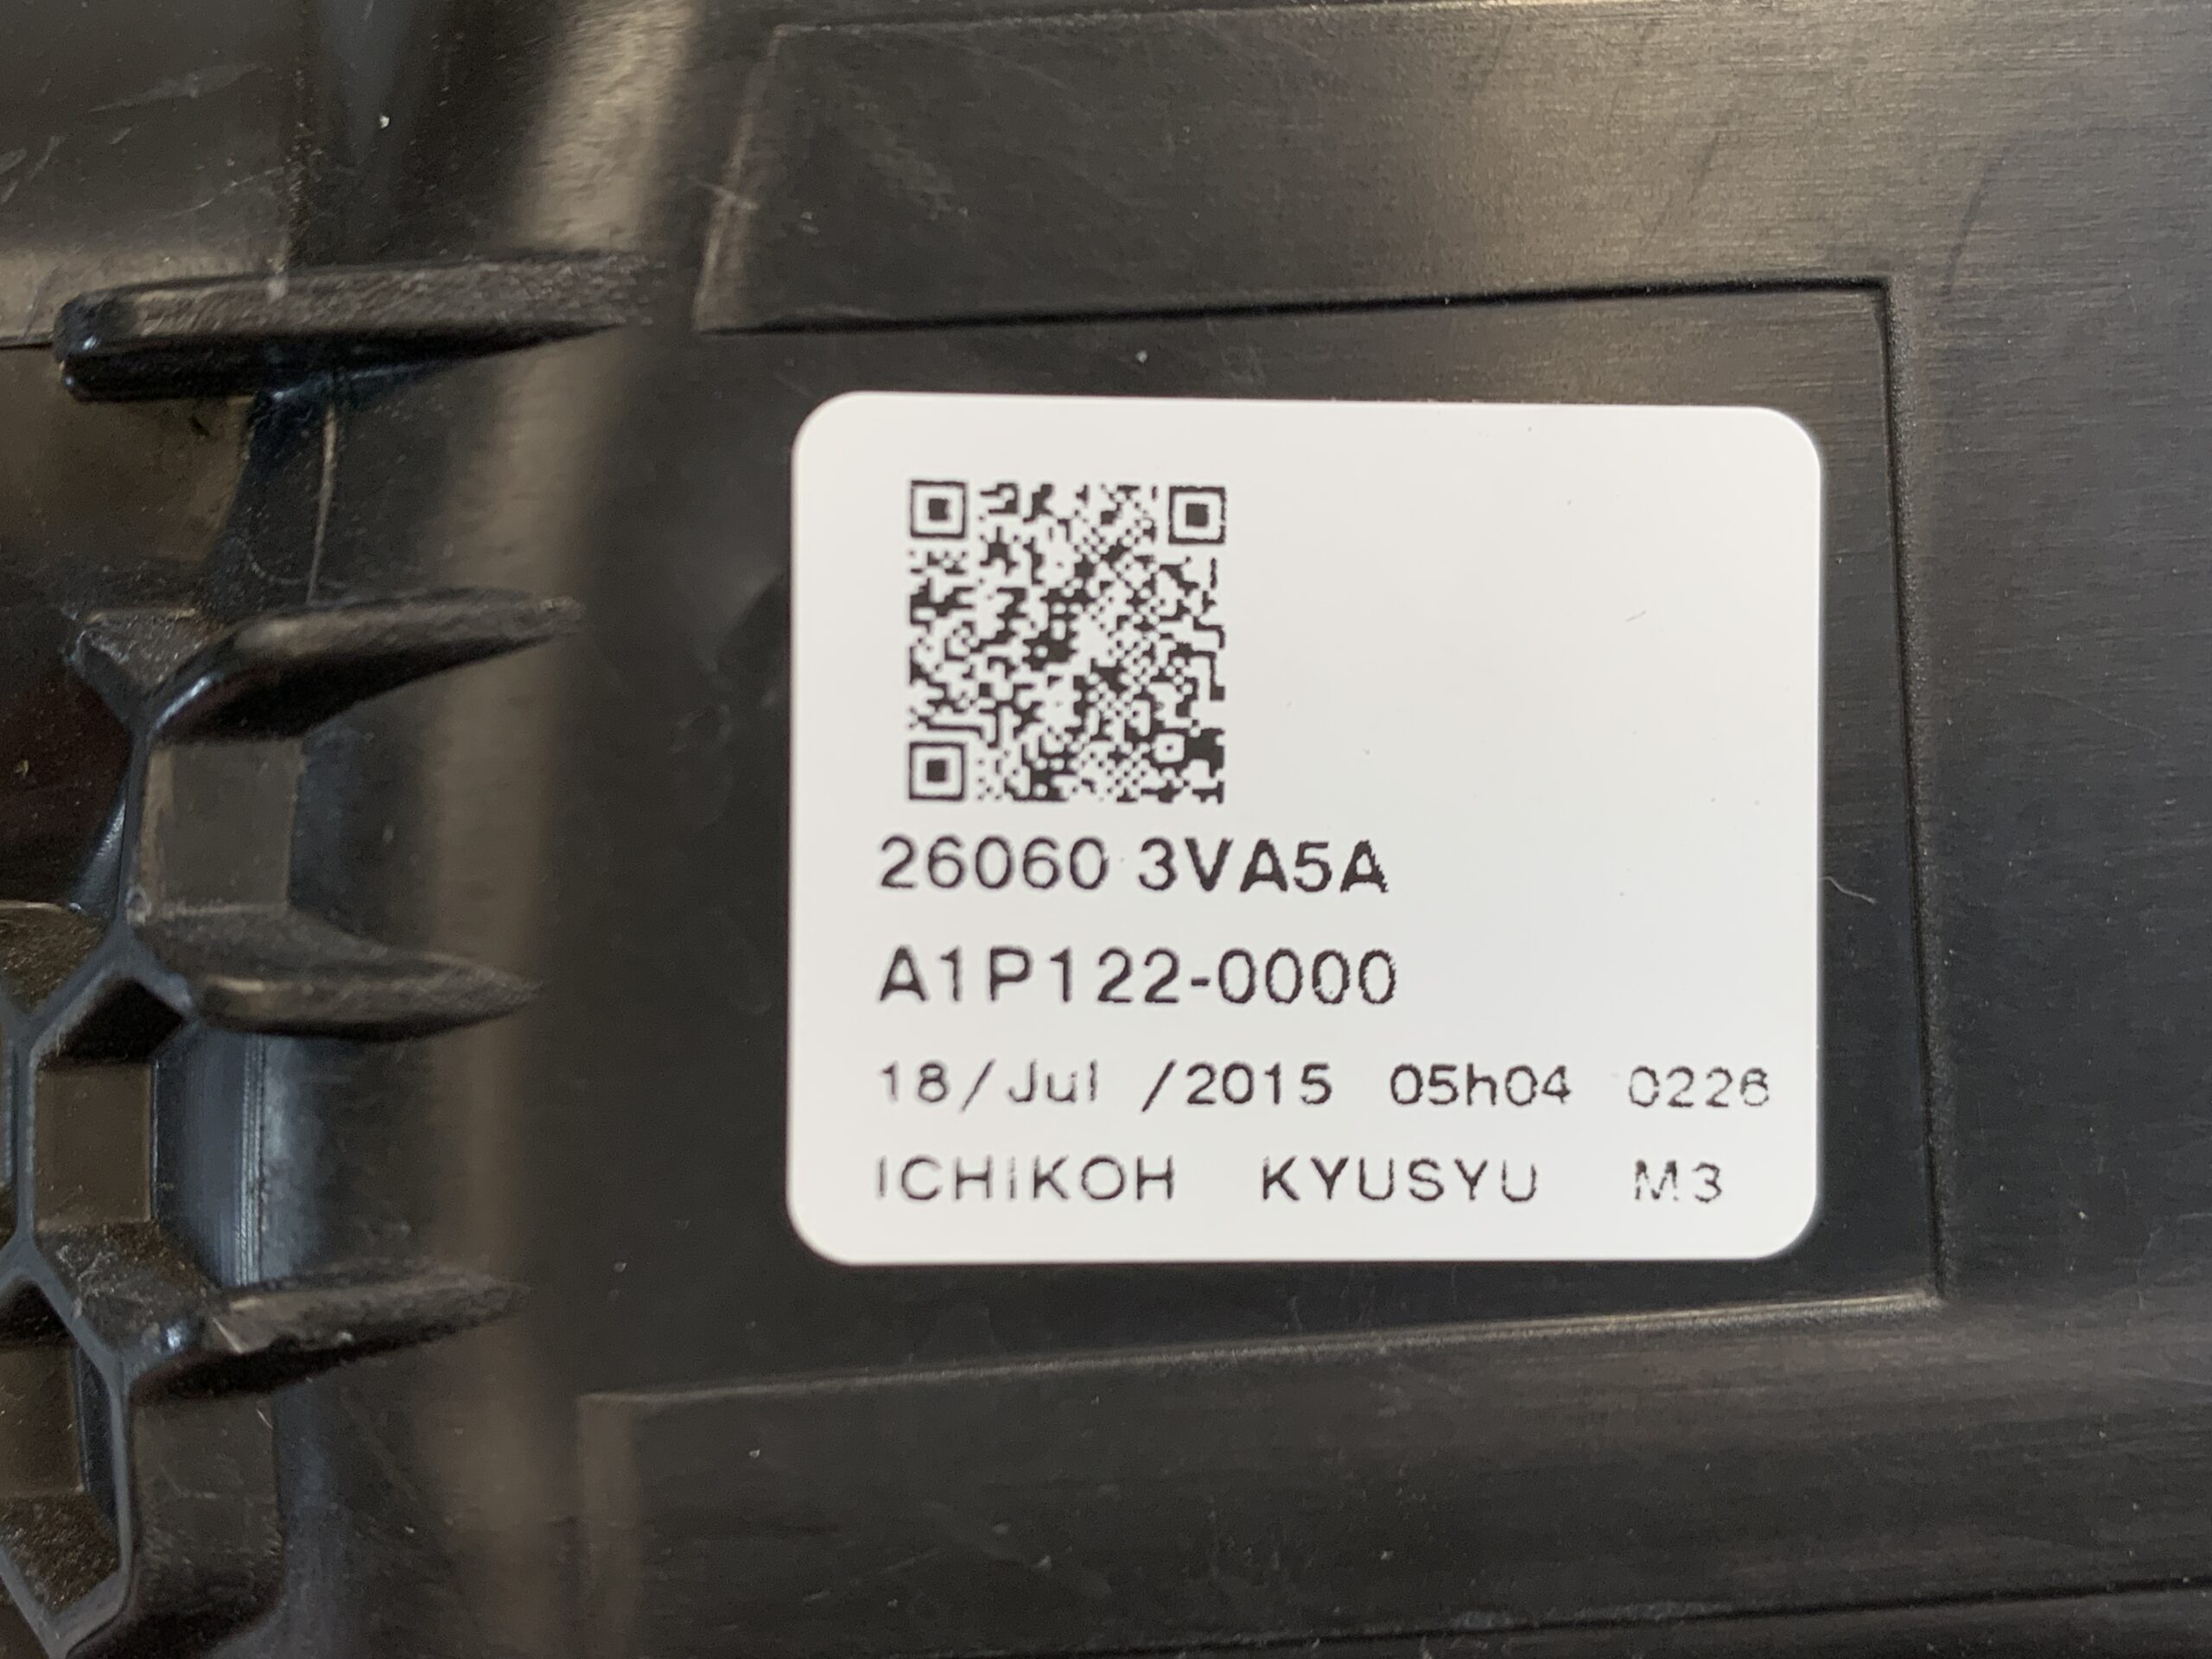 26060 3VA5A
A1P122-0000
18/Jul /2015 05h04 0226
ICHIKOH KYUSYU M3